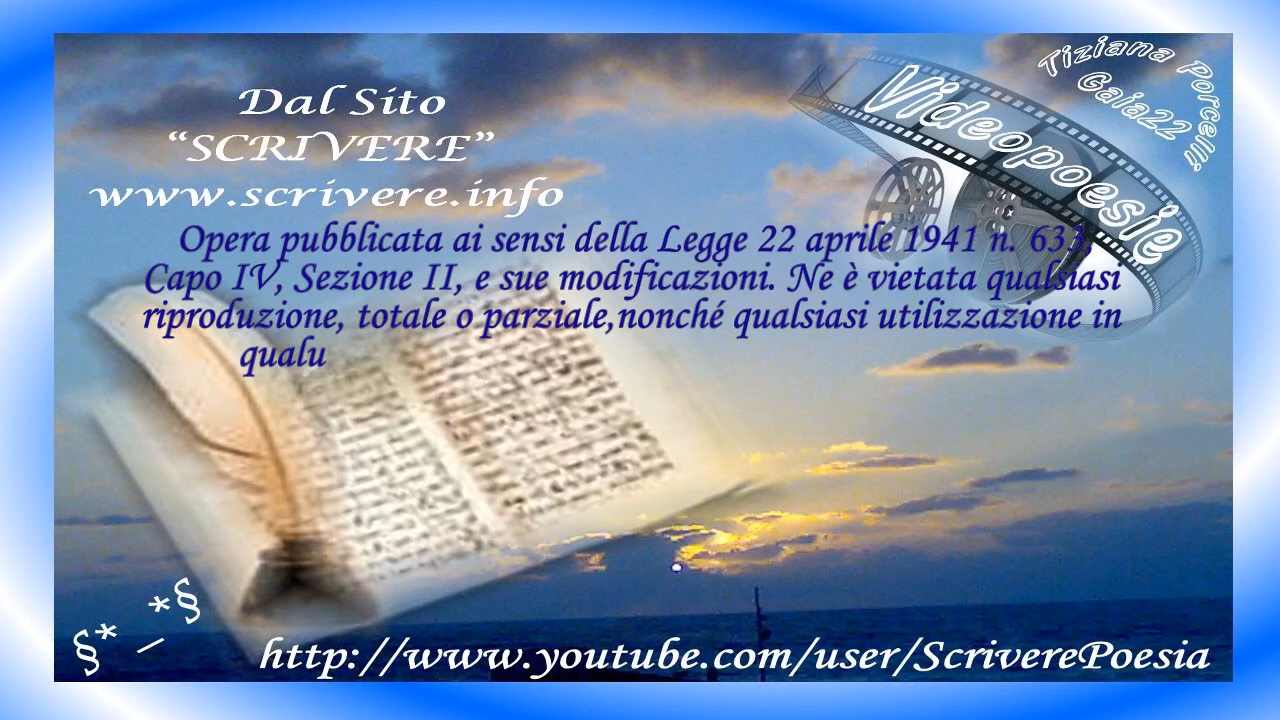 Dal Sito
“SCRIVERE”
www.scrivere.info
Tiziana Porcelli
Gaia22
Videopoesie
Opera pubblicata ai sensi della Legge 22 aprile 1941 n. 633,
Capo IV, Sezione II, e sue modificazioni. Ne è vietata qualsiasi
riproduzione, totale o parziale,nonché qualsiasi utilizzazione in
qualu
§*_*§
http://www.youtube.com/user/ScriverePoesia